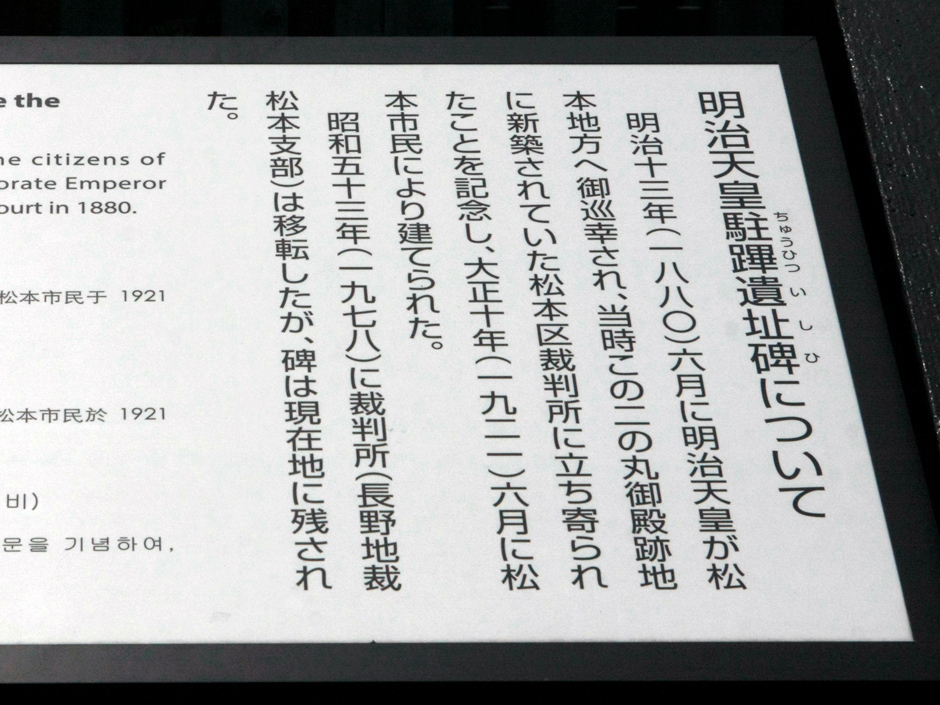 明治天皇駐蹕遺址碑について
ちゅうひつ い し ひ
明治十三年(一八八〇)六月に明治天皇が松
本地方へ御巡幸され、当時この二の丸御殿跡地
に新築されていた松本区裁判所に立ち寄られ
たことを記念し、大正十年(一九二一)六月に松
本市民により建てられた。
昭和五十三年(一九七八)に裁判所(長野地裁
松本支部)は移転したが、碑は現在地に残され
た。
the
citizens of
Emperor
in 1880.
松本市民于 1921
松本市民於 1921
비)
문을 기념하여,